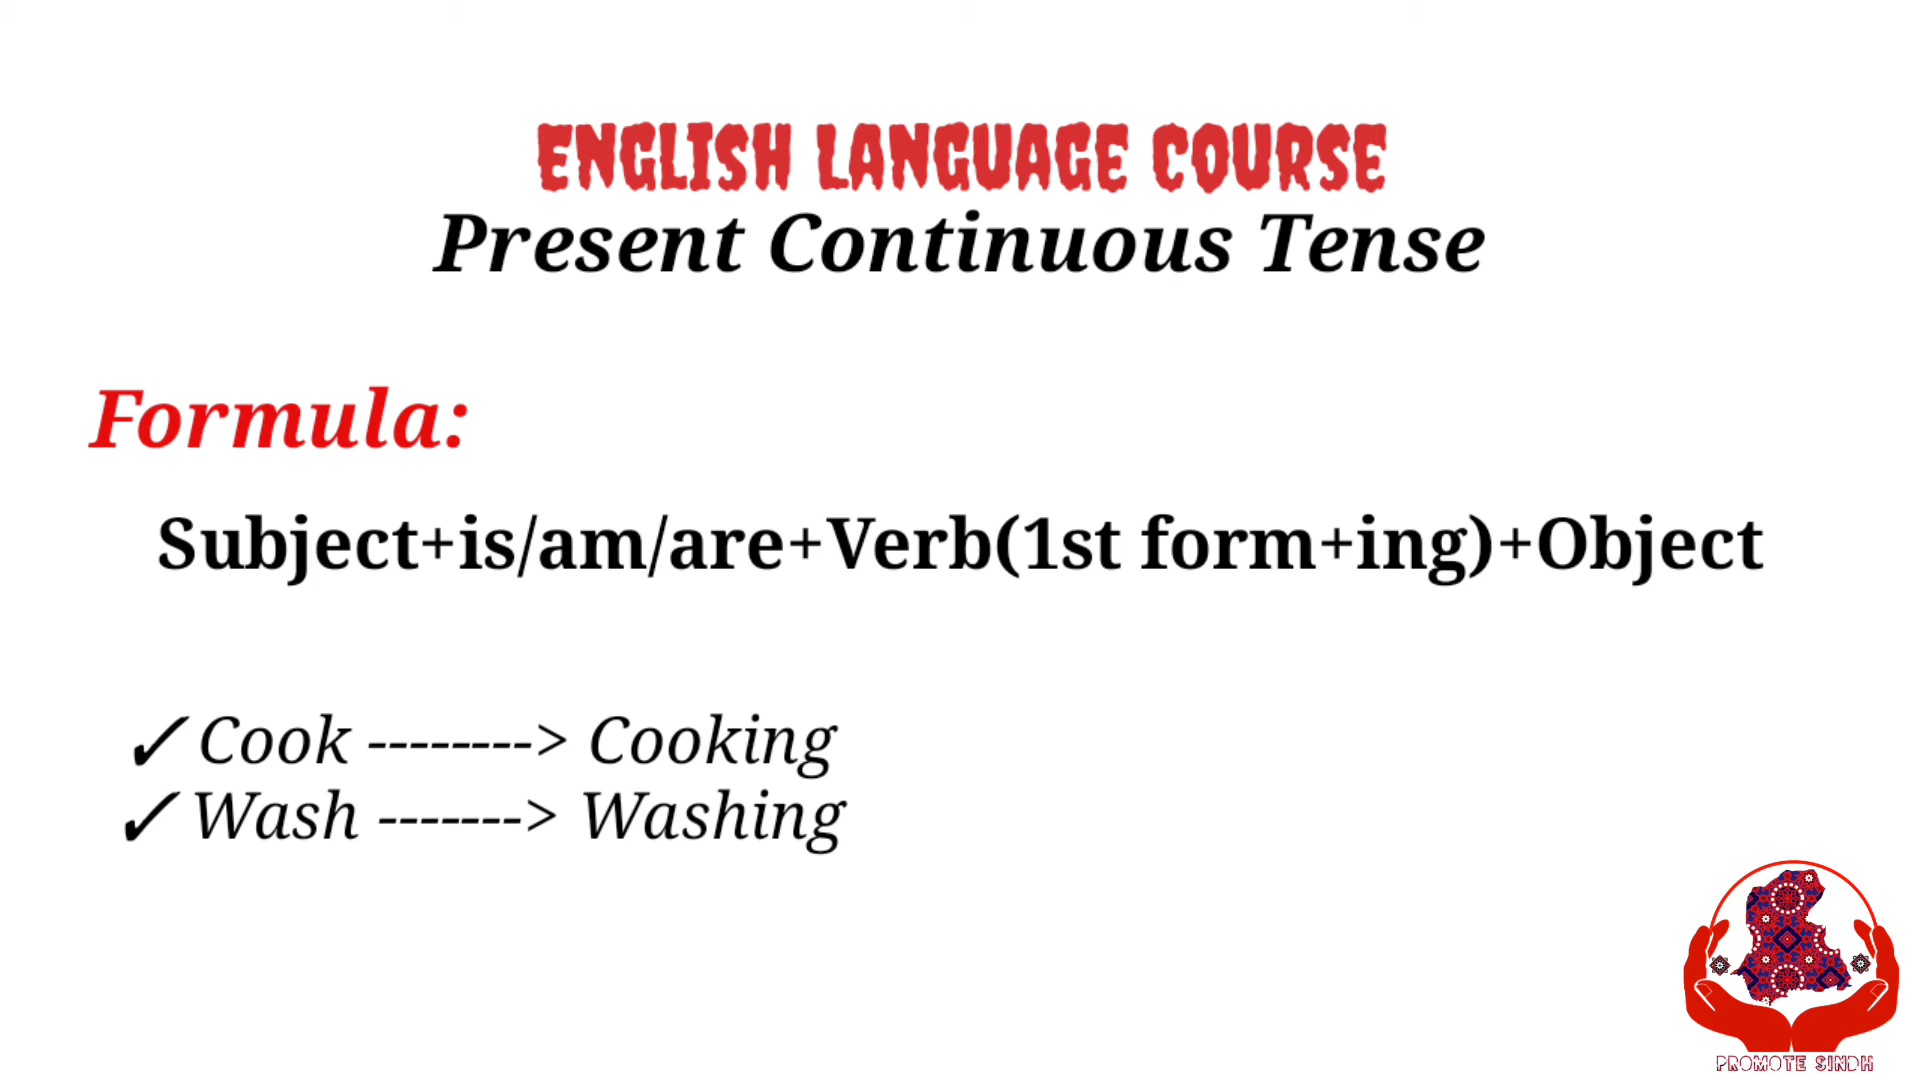 ENGLISH LANGUAGE COURSE
Present Continuous Tense
Formula:
Subject+is/am/are+Verb(1st form+ing)+Object
✓ Cook --------> Cooking
✓ Wash -------> Washing
PROMOTE SINDH